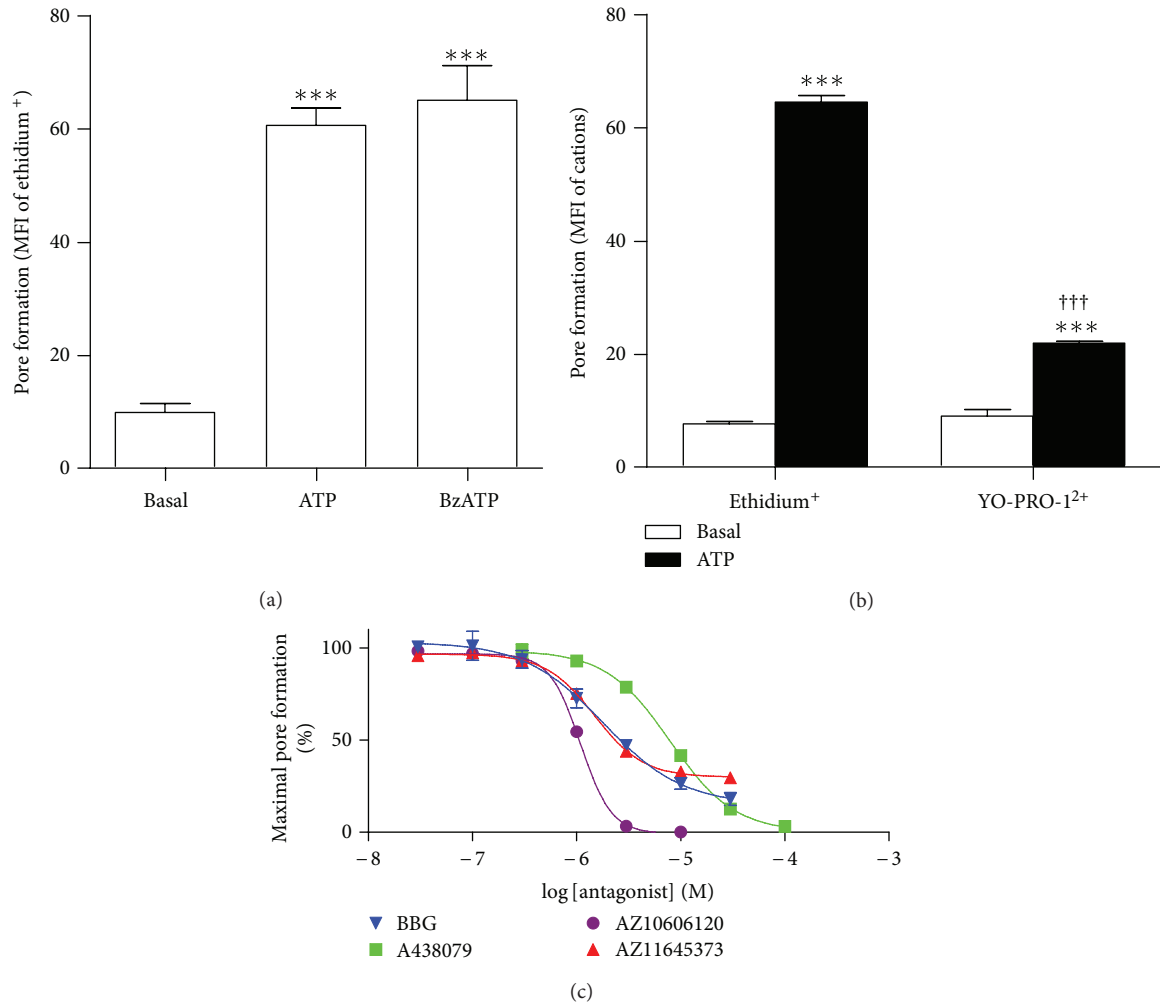 80
60
40
20
0
Pore formation (MFI of ethidium⁺)
∗∗∗
∗∗∗
Basal ATP BzATP
(a)
80
60
40
20
0
Pore formation (MFI of cations)
∗∗∗
†††
∗∗∗
Ethidium⁺ YO-PRO-1²⁺
Basal
ATP
(b)
100
50
0
Maximal pore formation
(%)
−8 −7 −6 −5 −4 −3
log [antagonist] (M)
BBG AZ10606120
A438079 AZ11645373
(c)